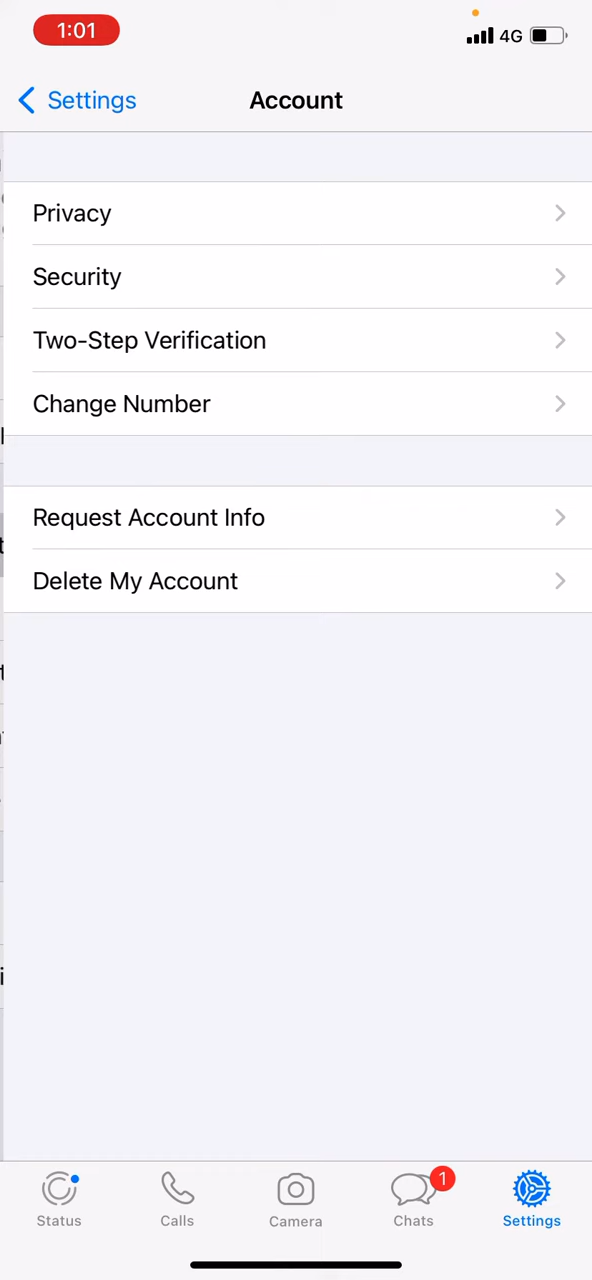 1:01
4G
Settings
Account
Privacy
Security
Two-Step Verification
Change Number
Request Account Info
Delete My Account
1
Status
Calls
Camera
Chats
Settings